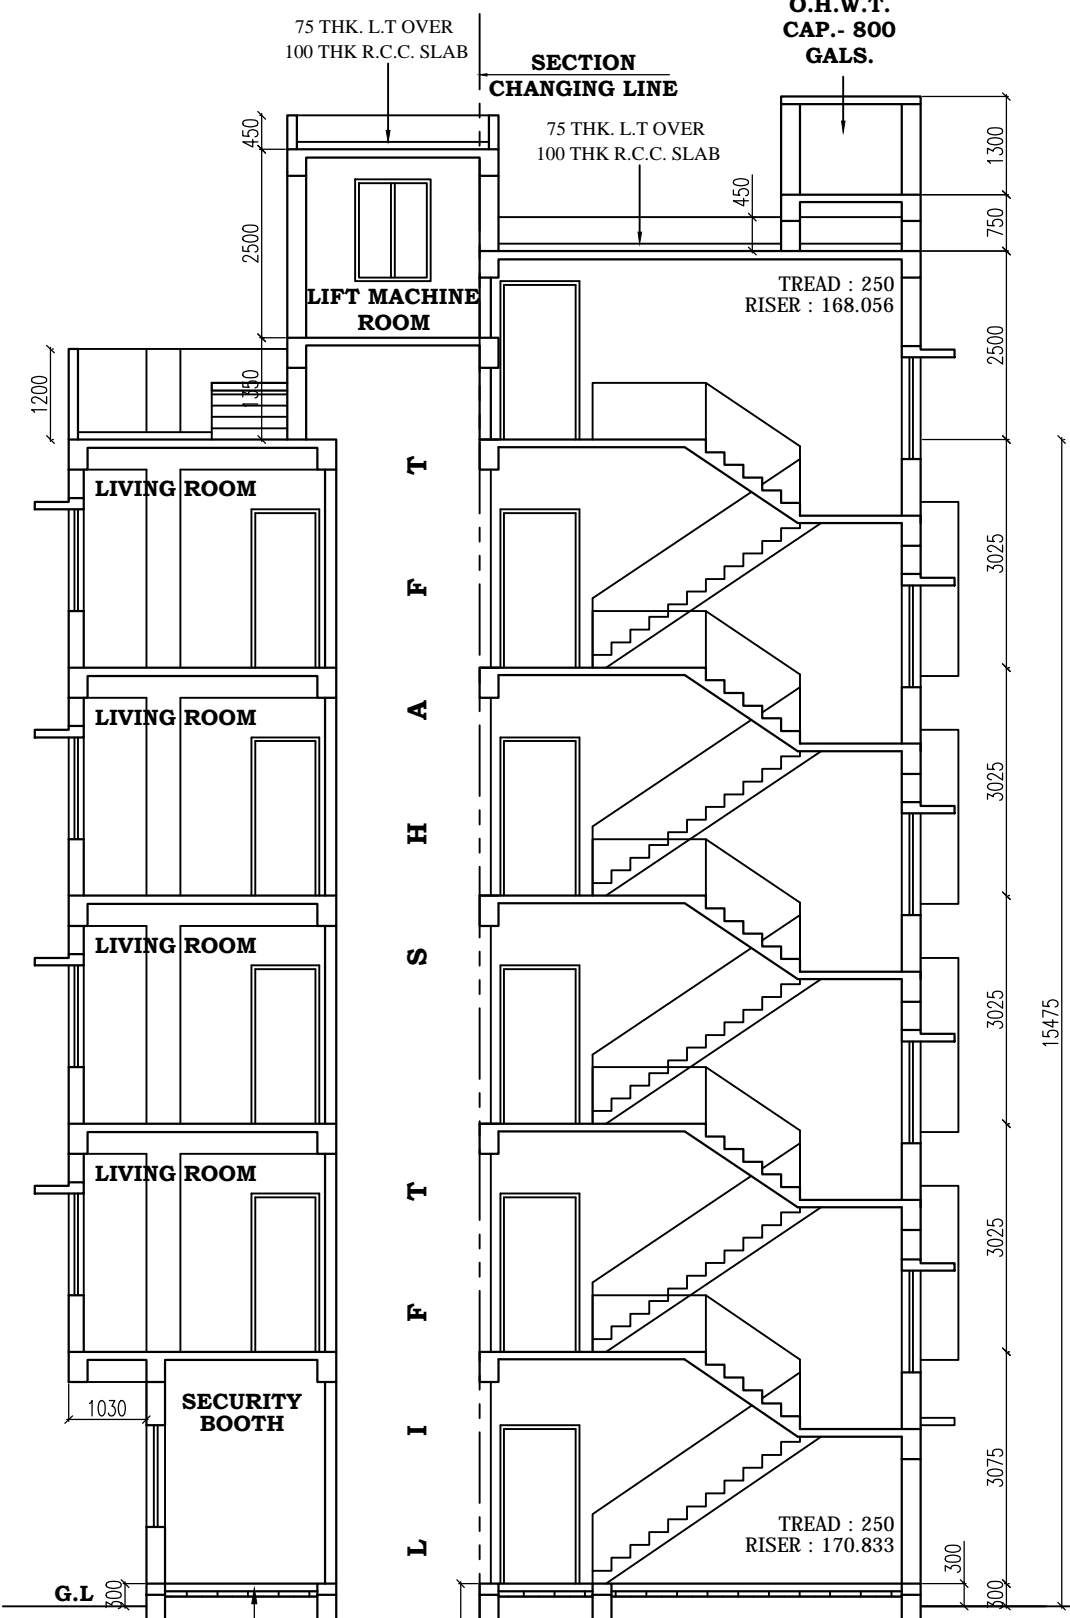 75 THK. L.T OVER
100 THK R.C.C. SLAB
O.H.W.T.
CAP.- 800
GALS.
SECTION
CHANGING LINE
75 THK. L.T OVER
100 THK R.C.C. SLAB
450
1300
450
750
2500
TREAD : 250
RISER : 168.056
LIFT MACHINE
ROOM
2500
1200
1350
LIVING ROOM
3025
LIVING ROOM
3025
LIVING ROOM
3025
15475
LIVING ROOM
3025
LIFT SHAFT
1030
SECURITY
BOOTH
3075
TREAD : 250
RISER : 170.833
300
G.L
300
300